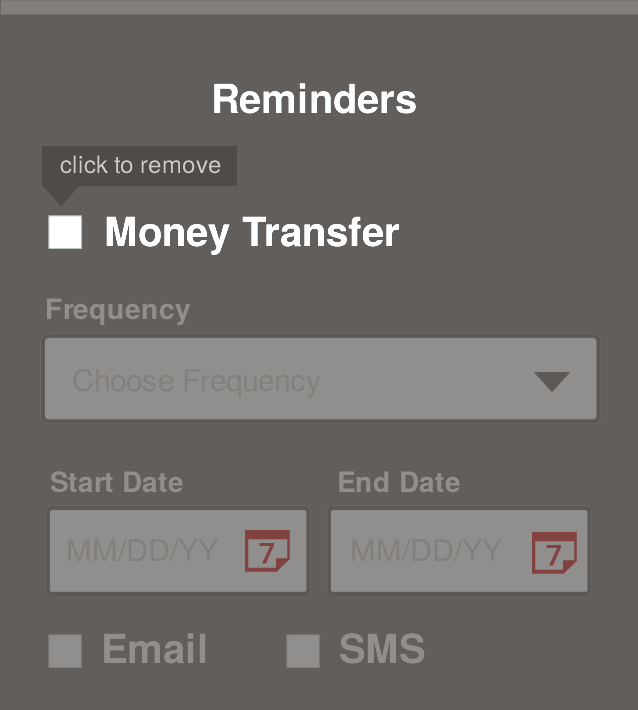 Reminders
click to remove
Money Transfer
Frequency
Choose Frequency
Start Date End Date
MM/DD/YY 7 MM/DD/YY 7
Email SMS